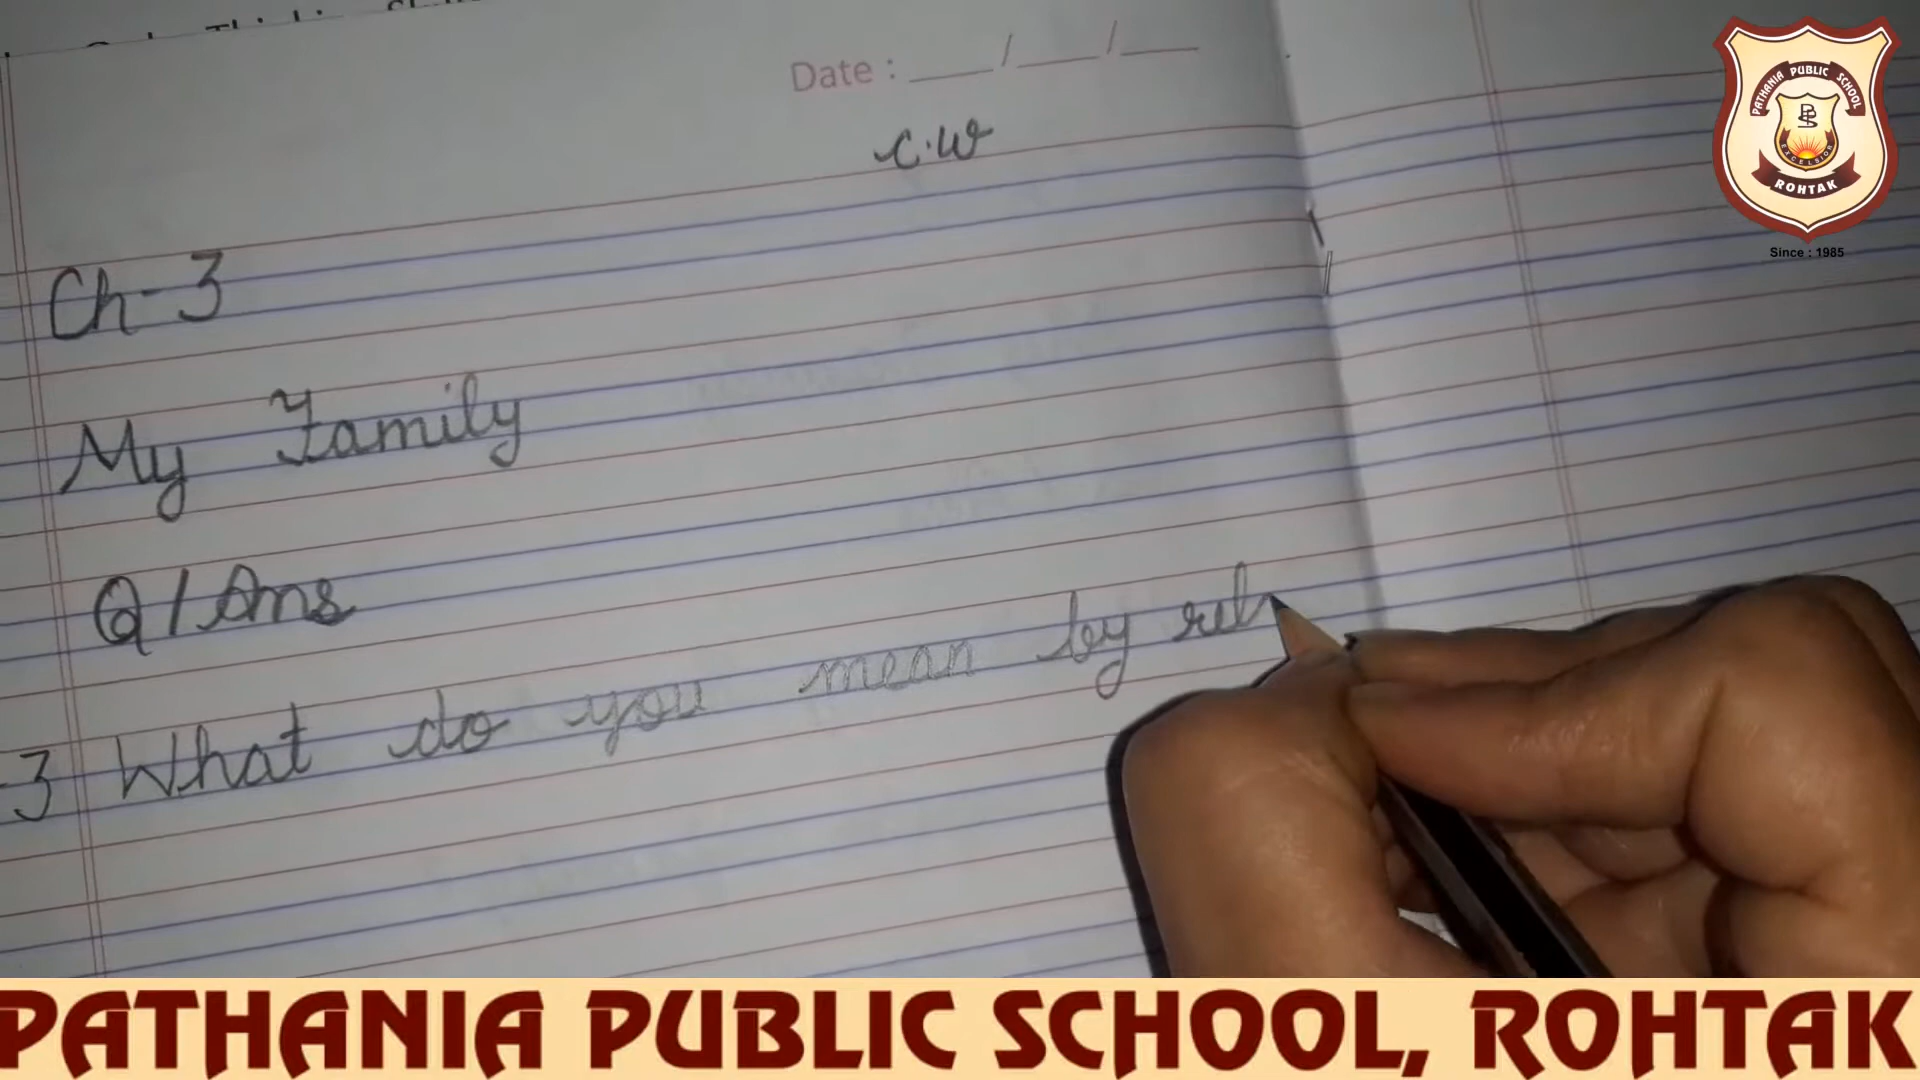 Date : ___/___/___
C.W
Ch-3
My Family
Q/Ans
-3 What do you mean by rel
PATHANIA PUBLIC SCHOOL
EXCELSIOR
ROHTAK
Since : 1985
PATHANIA PUBLIC SCHOOL, ROHTAK